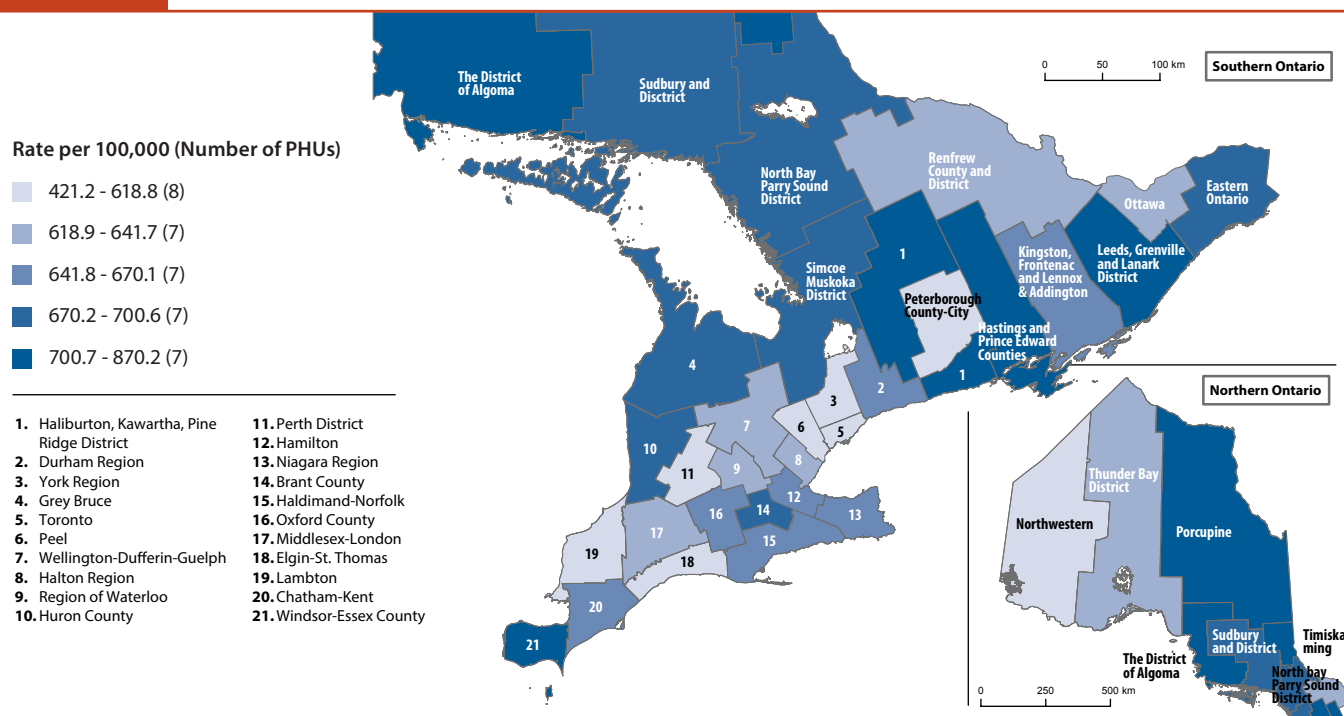 Southern Ontario
0 50 100 km
The District
of Algoma
Sudbury and
Disctrict
North Bay
Parry Sound
District
Renfrew
County and
District
Ottawa
Eastern
Ontario
Simcoe
Muskoka
District
1
Peterborough
County-City
Kingston,
Frontenac
and Lennox
& Addington
Leeds, Grenville
and Lanark
District
Hastings and
Prince Edward
Counties
1
2
3
4
5
6
7
8
9
10
11
12
13
14
15
16
17
18
19
20
21
Rate per 100,000 (Number of PHUs)
421.2 - 618.8 (8)
618.9 - 641.7 (7)
641.8 - 670.1 (7)
670.2 - 700.6 (7)
700.7 - 870.2 (7)
1. Haliburton, Kawartha, Pine
Ridge District
2. Durham Region
3. York Region
4. Grey Bruce
5. Toronto
6. Peel
7. Wellington-Dufferin-Guelph
8. Halton Region
9. Region of Waterloo
10. Huron County
11. Perth District
12. Hamilton
13. Niagara Region
14. Brant County
15. Haldimand-Norfolk
16. Oxford County
17. Middlesex-London
18. Elgin-St. Thomas
19. Lambton
20. Chatham-Kent
21. Windsor-Essex County
Northern Ontario
Northwestern
Thunder Bay
District
Porcupine
Sudbury
and District
Timiska
ming
The District
of Algoma
North bay
Parry Sound
District
0 250 500 km